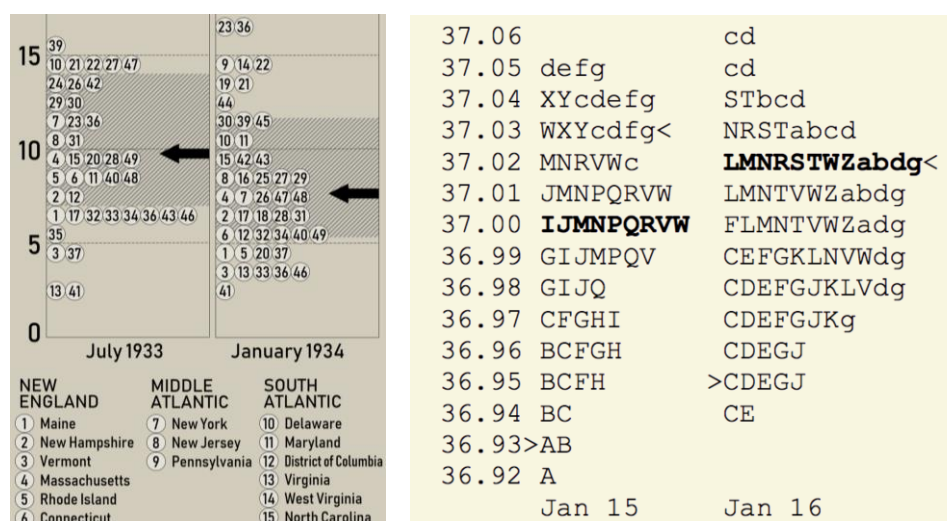 15
10
5
0
39
10 21 22 27 47
24 26 42
29 30
7 23 36
8 31
4 15 20 28 49
5 6 11 40 48
2 12
1 17 32 33 34 36 43 46
35
3 37
13 41
July 1933
23 36
9 14 22
19 21
44
30 39 45
10 11
15 42 43
8 16 25 27 29
4 7 26 47 48
2 17 18 28 31
6 12 32 34 40 49
1 5 20 37
3 13 33 36 46
41
January 1934
NEW
ENGLAND
1 Maine
2 New Hampshire
3 Vermont
4 Massachusetts
5 Rhode Island
6 Connecticut
MIDDLE
ATLANTIC
7 New York
8 New Jersey
9 Pennsylvania
SOUTH
ATLANTIC
10 Delaware
11 Maryland
12 District of Columbia
13 Virginia
14 West Virginia
15 North Carolina
37.06 cd
37.05 defg cd
37.04 XYcdefg STbcd
37.03 WXYcdfg< NRSTabcd
37.02 MNRVWc LMNRSTWZabdg<
37.01 JMNPQRVW LMNTVWZabdg
37.00 IJMNPQRVW FLMNTVWZadg
36.99 GIJMPQV CEFGKLNVWdg
36.98 GIJQ CDEFGJKLVdg
36.97 CFGHI CDEFGJKg
36.96 BCFGH CDEGJ
36.95 BCFH >CDEGJ
36.94 BC CE
36.93>AB
36.92 A
Jan 15 Jan 16